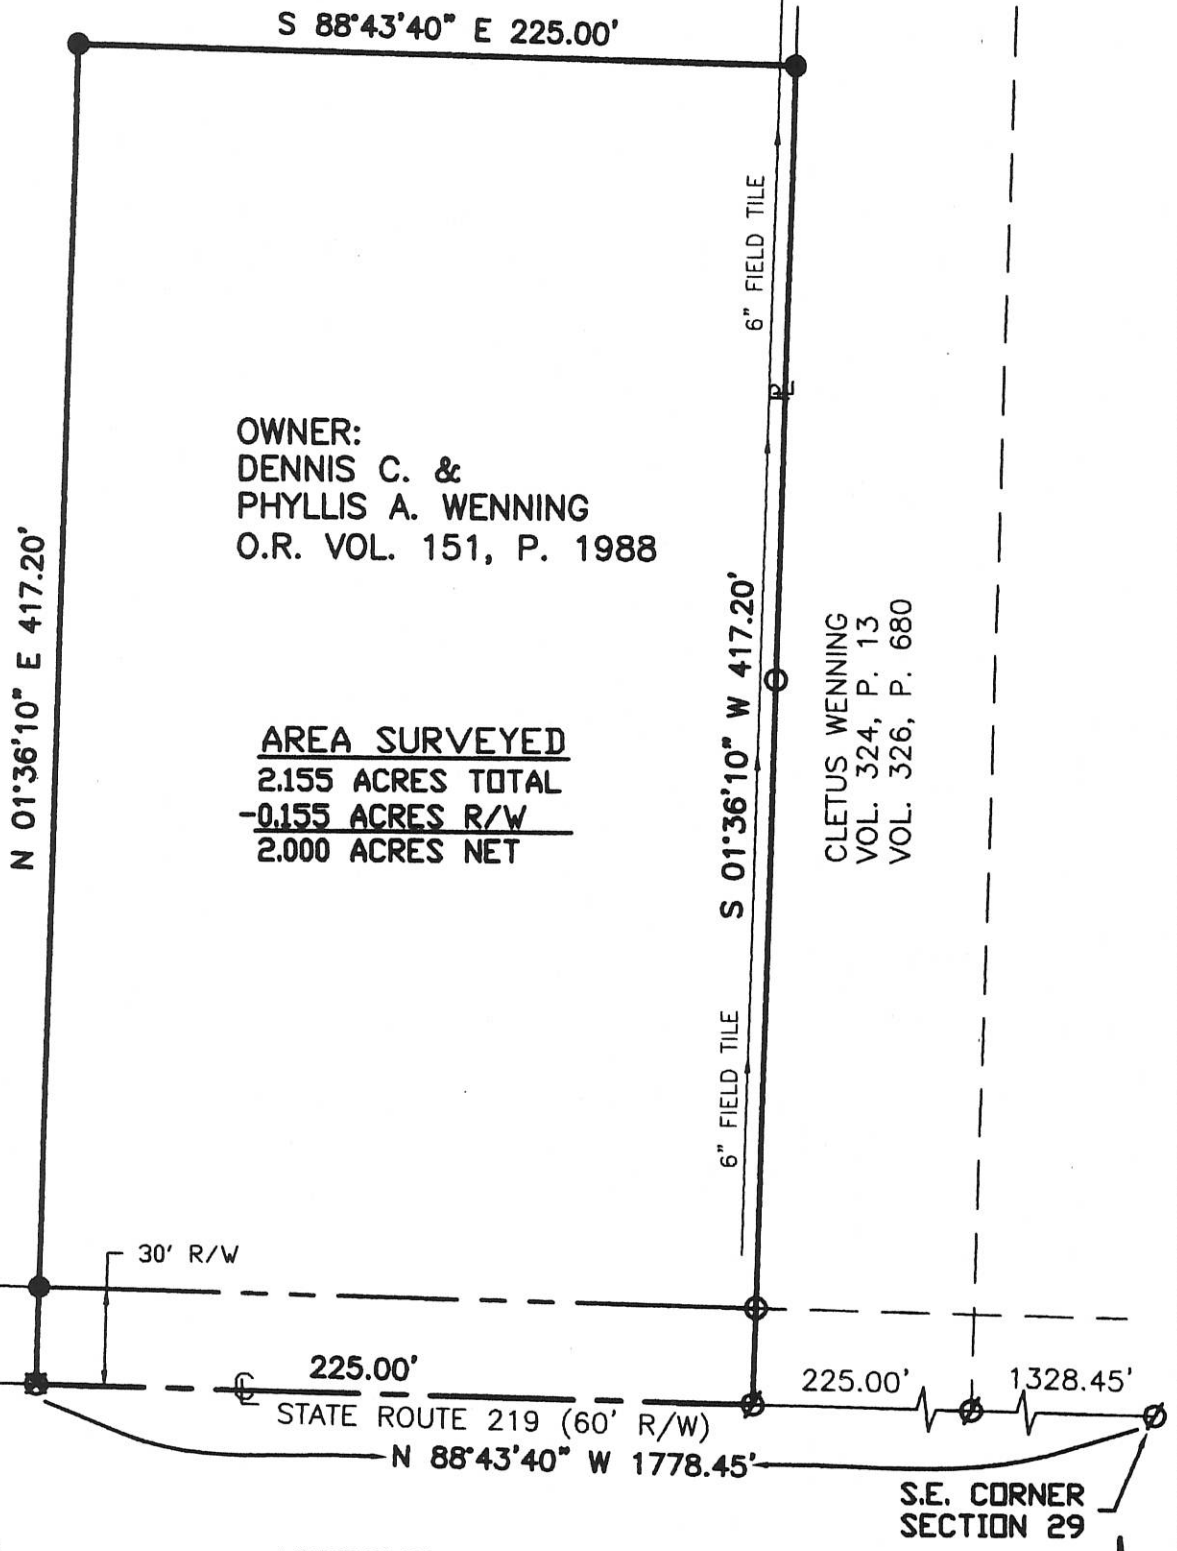 S 88°43'40" E 225.00'
6" FIELD TILE
PL
OWNER:
DENNIS C. &
PHYLLIS A. WENNING
O.R. VOL. 151, P. 1988
N 01°36'10" E 417.20'
S 01°36'10" W 417.20'
CLETUS WENNING
VOL. 324, P. 13
VOL. 326, P. 680
AREA SURVEYED
2.155 ACRES TOTAL
-0.155 ACRES R/W
2.000 ACRES NET
6" FIELD TILE
30' R/W
225.00'
225.00'
1328.45'
CL
STATE ROUTE 219 (60' R/W)
N 88°43'40" W 1778.45'
S.E. CORNER
SECTION 29